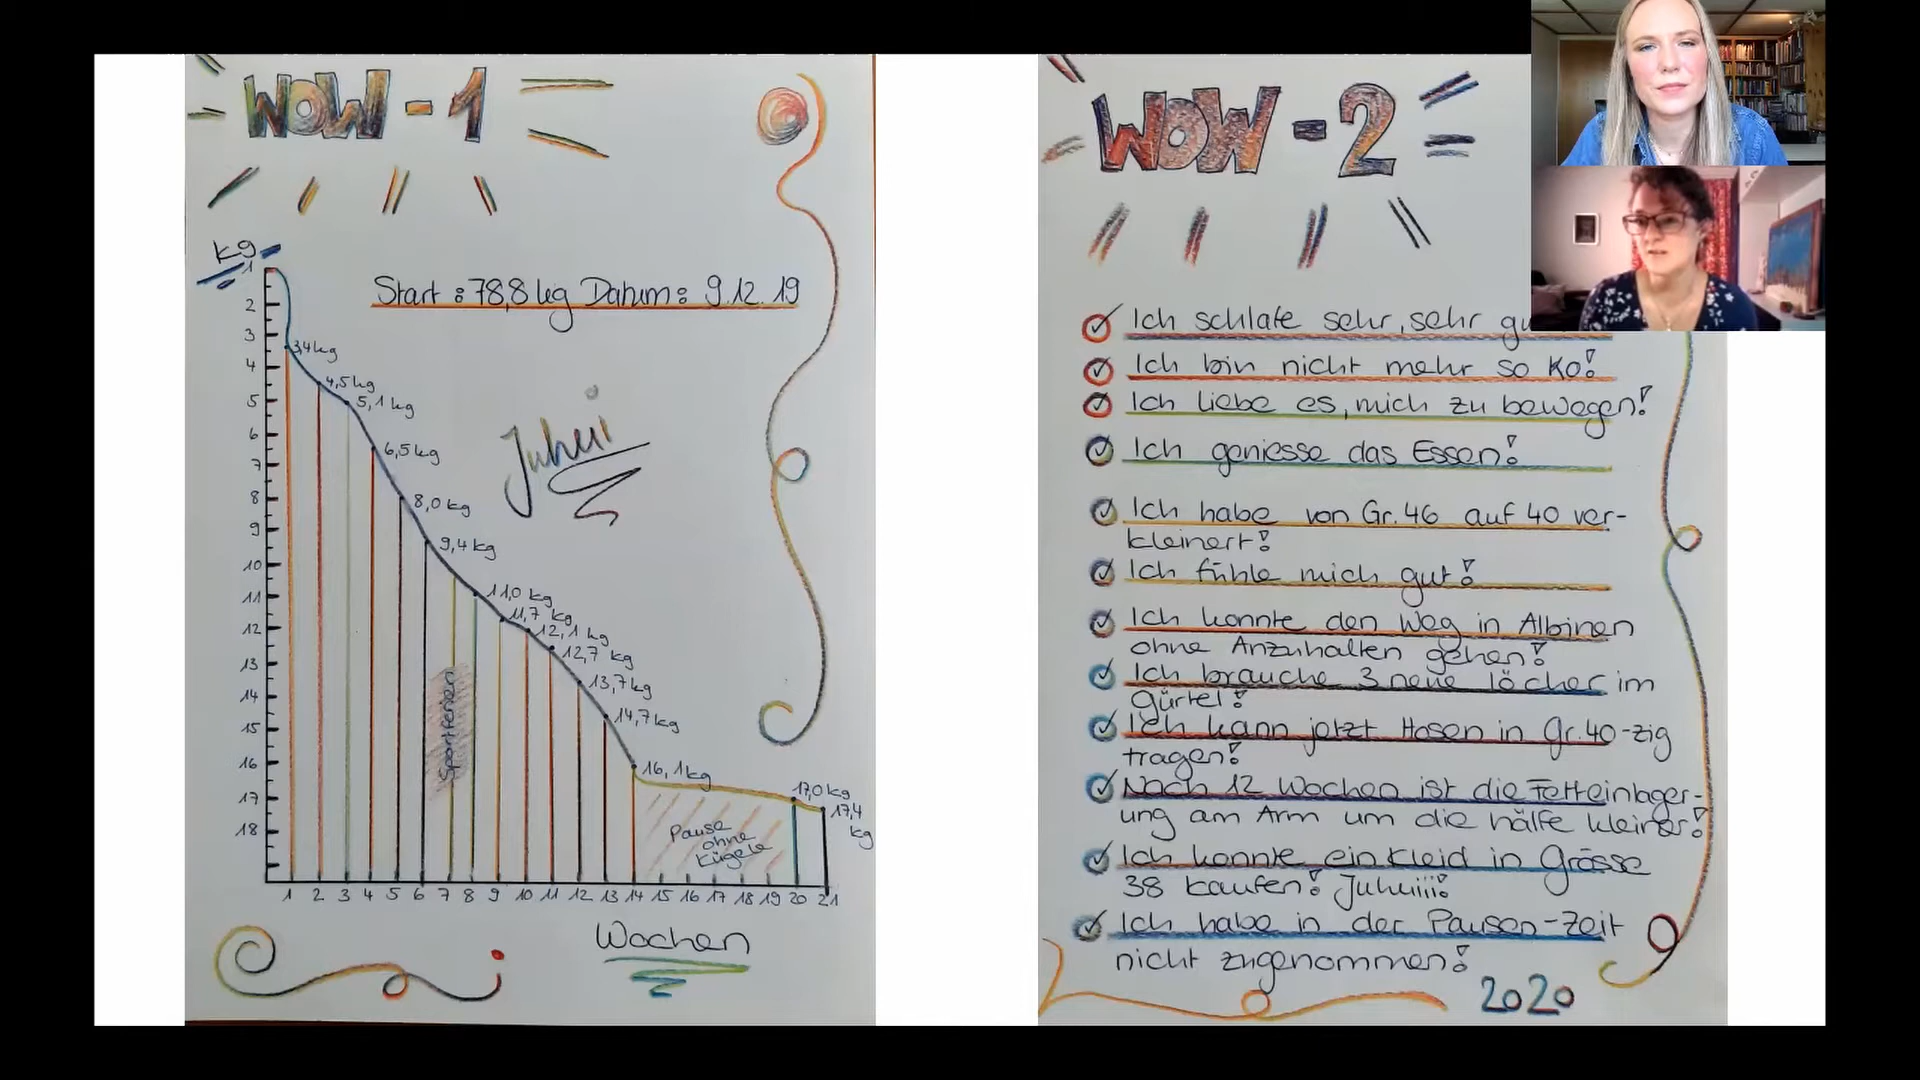 WOW - 1
kg
Start : 78,8 kg Datum : 9.12.19
1
2
3
4
5
6
7
8
9
10
11
12
13
14
15
16
17
18
3,4 kg
4,5 kg
5,1 kg
6,5 kg
8,0 kg
9,4 kg
11,0 kg
11,7 kg
12,1 kg
12,7 kg
13,7 kg
14,7 kg
16,1 kg
17,0 kg
17,4
kg
Juhui
Sportferien
Pause
ohne
Kügele
1 2 3 4 5 6 7 8 9 10 11 12 13 14 15 16 17 18 19 20 21
Wochen
WOW - 2
Ich schlafe sehr, sehr
Ich bin nicht mehr so Ko!
Ich liebe es, mich zu bewegen!
Ich geniesse das Essen!
Ich habe von Gr. 46 auf 40 ver-
kleinert!
Ich fühle mich gut!
Ich konnte den Weg in Albinen
ohne Anzuhalten gehen!
Ich brauche 3 neue löcher im
Gürtel!
Ich kann jetzt Hosen in Gr. 40-zig
tragen!
Nach 12 Wochen ist die Fetteinlager-
ung am Arm um die hälfe kleiner!
Ich konnte ein Kleid in Grösse
38 kaufen! Juhuiiii!
Ich habe in der Pausen-Zeit
nicht zugenommen!
2020